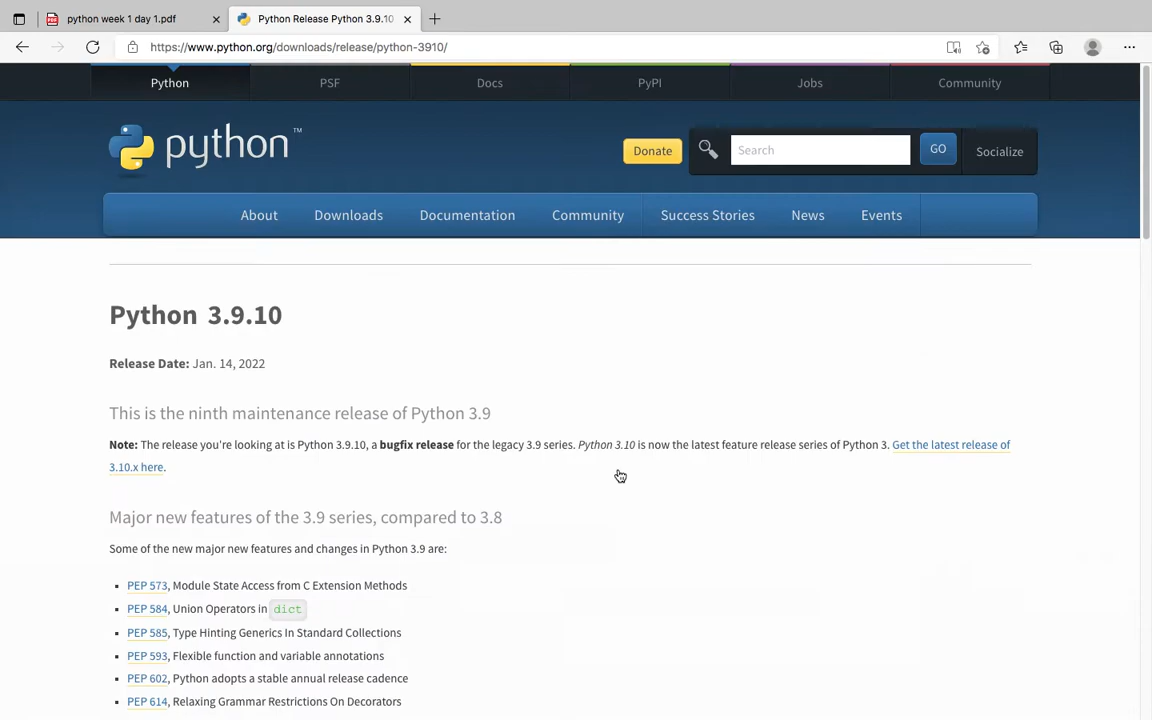 python week 1 day 1.pdf
Python Release Python 3.9.10
https://www.python.org/downloads/release/python-3910/
Python PSF Docs PyPI Jobs Community
python™
Donate Search GO Socialize
About Downloads Documentation Community Success Stories News Events
Python 3.9.10
Release Date: Jan. 14, 2022
This is the ninth maintenance release of Python 3.9
Note: The release you're looking at is Python 3.9.10, a bugfix release for the legacy 3.9 series. Python 3.10 is now the latest feature release series of Python 3. Get the latest release of
3.10.x here.
Major new features of the 3.9 series, compared to 3.8
Some of the new major new features and changes in Python 3.9 are:
PEP 573, Module State Access from C Extension Methods
PEP 584, Union Operators in dict
PEP 585, Type Hinting Generics In Standard Collections
PEP 593, Flexible function and variable annotations
PEP 602, Python adopts a stable annual release cadence
PEP 614, Relaxing Grammar Restrictions On Decorators